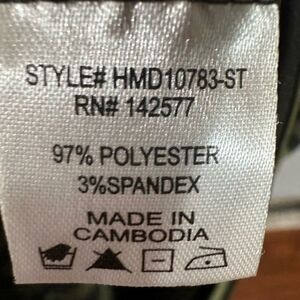 STYLE# HMD10783-ST
RN# 142577
97% POLYESTER
3%SPANDEX
MADE IN
CAMBODIA